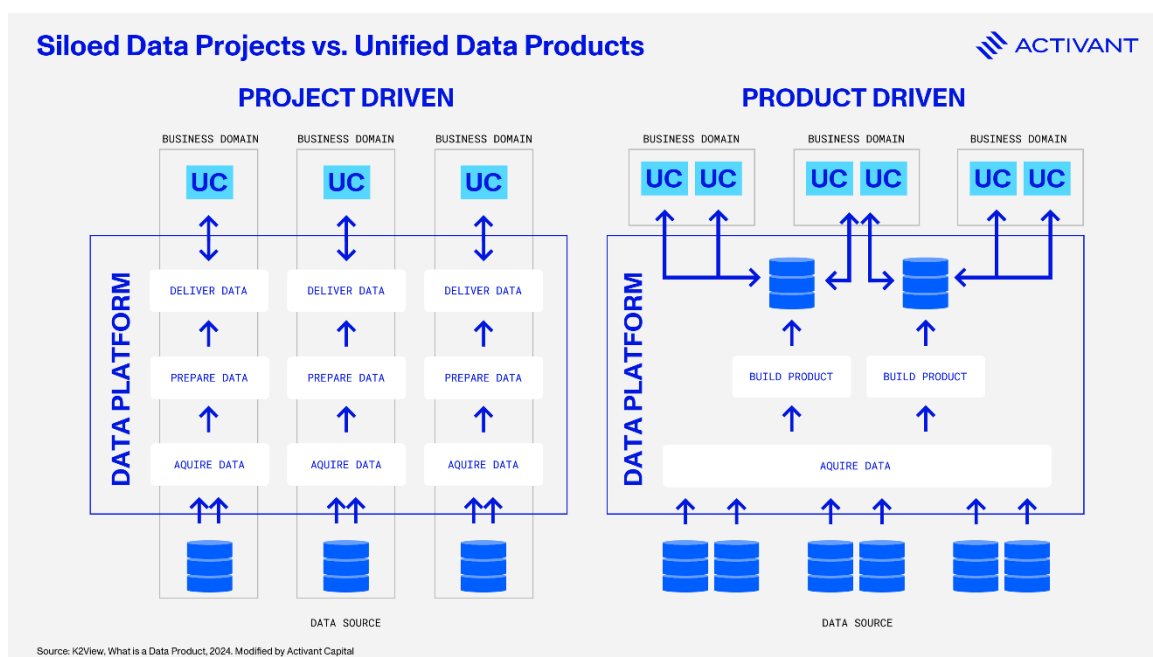 Siloed Data Projects vs. Unified Data Products
ACTIVANT
PROJECT DRIVEN
BUSINESS DOMAIN
BUSINESS DOMAIN
BUSINESS DOMAIN
UC
UC
UC
DATA PLATFORM
DELIVER DATA
DELIVER DATA
DELIVER DATA
PREPARE DATA
PREPARE DATA
PREPARE DATA
AQUIRE DATA
AQUIRE DATA
AQUIRE DATA
DATA SOURCE
PRODUCT DRIVEN
BUSINESS DOMAIN
BUSINESS DOMAIN
BUSINESS DOMAIN
UC UC
UC UC
UC UC
DATA PLATFORM
BUILD PRODUCT
BUILD PRODUCT
AQUIRE DATA
DATA SOURCE
Source: K2View, What is a Data Product, 2024. Modified by Activant Capital